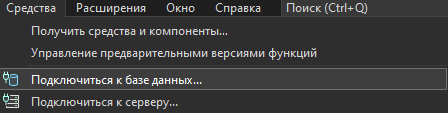 Средства Расширения Окно Справка Поиск (Ctrl+Q)
Получить средства и компоненты...
Управление предварительными версиями функций
Подключиться к базе данных...
Подключиться к серверу...